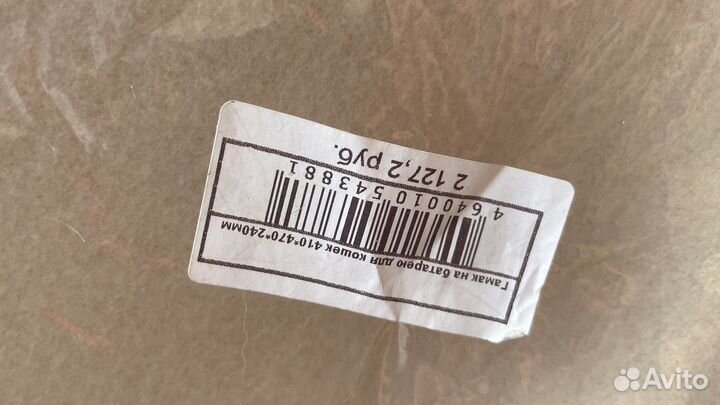 Гамак на батарею для кошек 410*470*240мм
4 640010 543881
2 127,2 руб.
Avito